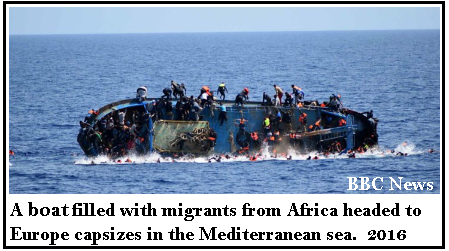 BBC News
A boat filled with migrants from Africa headed to
Europe capsizes in the Mediterranean sea.  2016